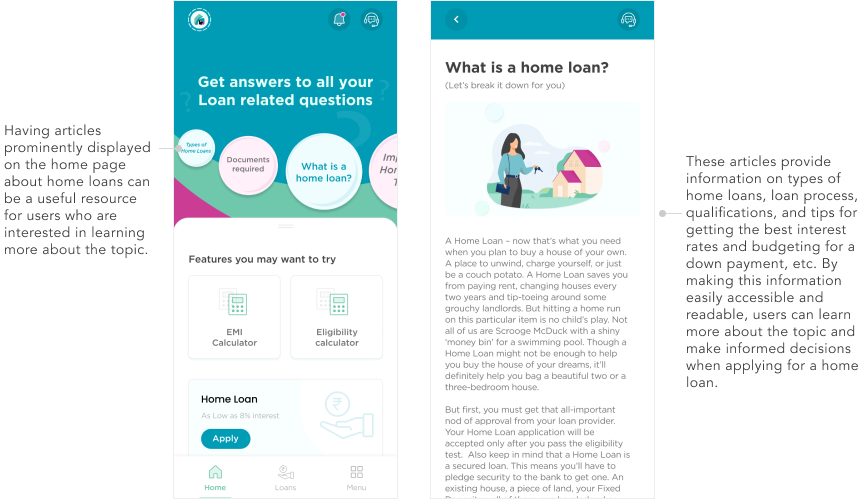 Having articles
prominently displayed
on the home page
about home loans can
be a useful resource
for users who are
interested in learning
more about the topic.
Get answers to all your
Loan related questions
Types of
Home Loans
Documents
required
What is a
home loan?
Features you may want to try
EMI
Calculator
Eligibility
calculator
Home Loan
As Low as 8% interest
Apply
Home
Loans
Menu
What is a home loan?
(Let's break it down for you)
A Home Loan – now that's what you need
when you plan to buy a house of your own.
A place to unwind, charge yourself, or just
be a couch potato. A Home Loan saves you
from paying rent, changing houses every
two years and tip-toeing around some
grouchy landlords. But hitting a home run
on this particular item is no child's play. Not
all of us are Scrooge McDuck with a shiny
'money bin' for a swimming pool. Though a
Home Loan might not be enough to help
you buy the house of your dreams, it'll
definitely help you bag a beautiful two or a
three-bedroom house.
But first, you must get that all-important
nod of approval from your loan provider.
Your Home Loan application will be
accepted only after you pass the eligibility
test. Also keep in mind that a Home Loan is
a secured loan. This means you'll have to
pledge security to the bank to get one. An
existing house, a piece of land, your Fixed
These articles provide
information on types of
home loans, loan process,
qualifications, and tips for
getting the best interest
rates and budgeting for a
down payment, etc. By
making this information
easily accessible and
readable, users can learn
more about the topic and
make informed decisions
when applying for a home
loan.